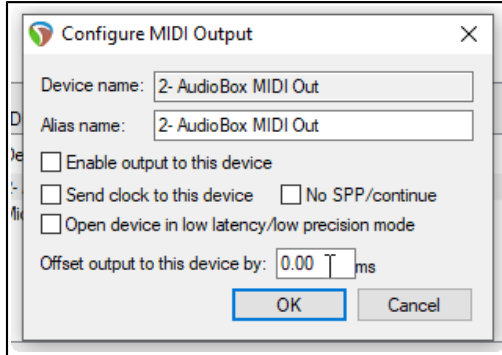 Configure MIDI Output
Device name: 2- AudioBox MIDI Out
Alias name: 2- AudioBox MIDI Out
Enable output to this device
Send clock to this device No SPP/continue
Open device in low latency/low precision mode
Offset output to this device by: 0.00 ms
OK Cancel